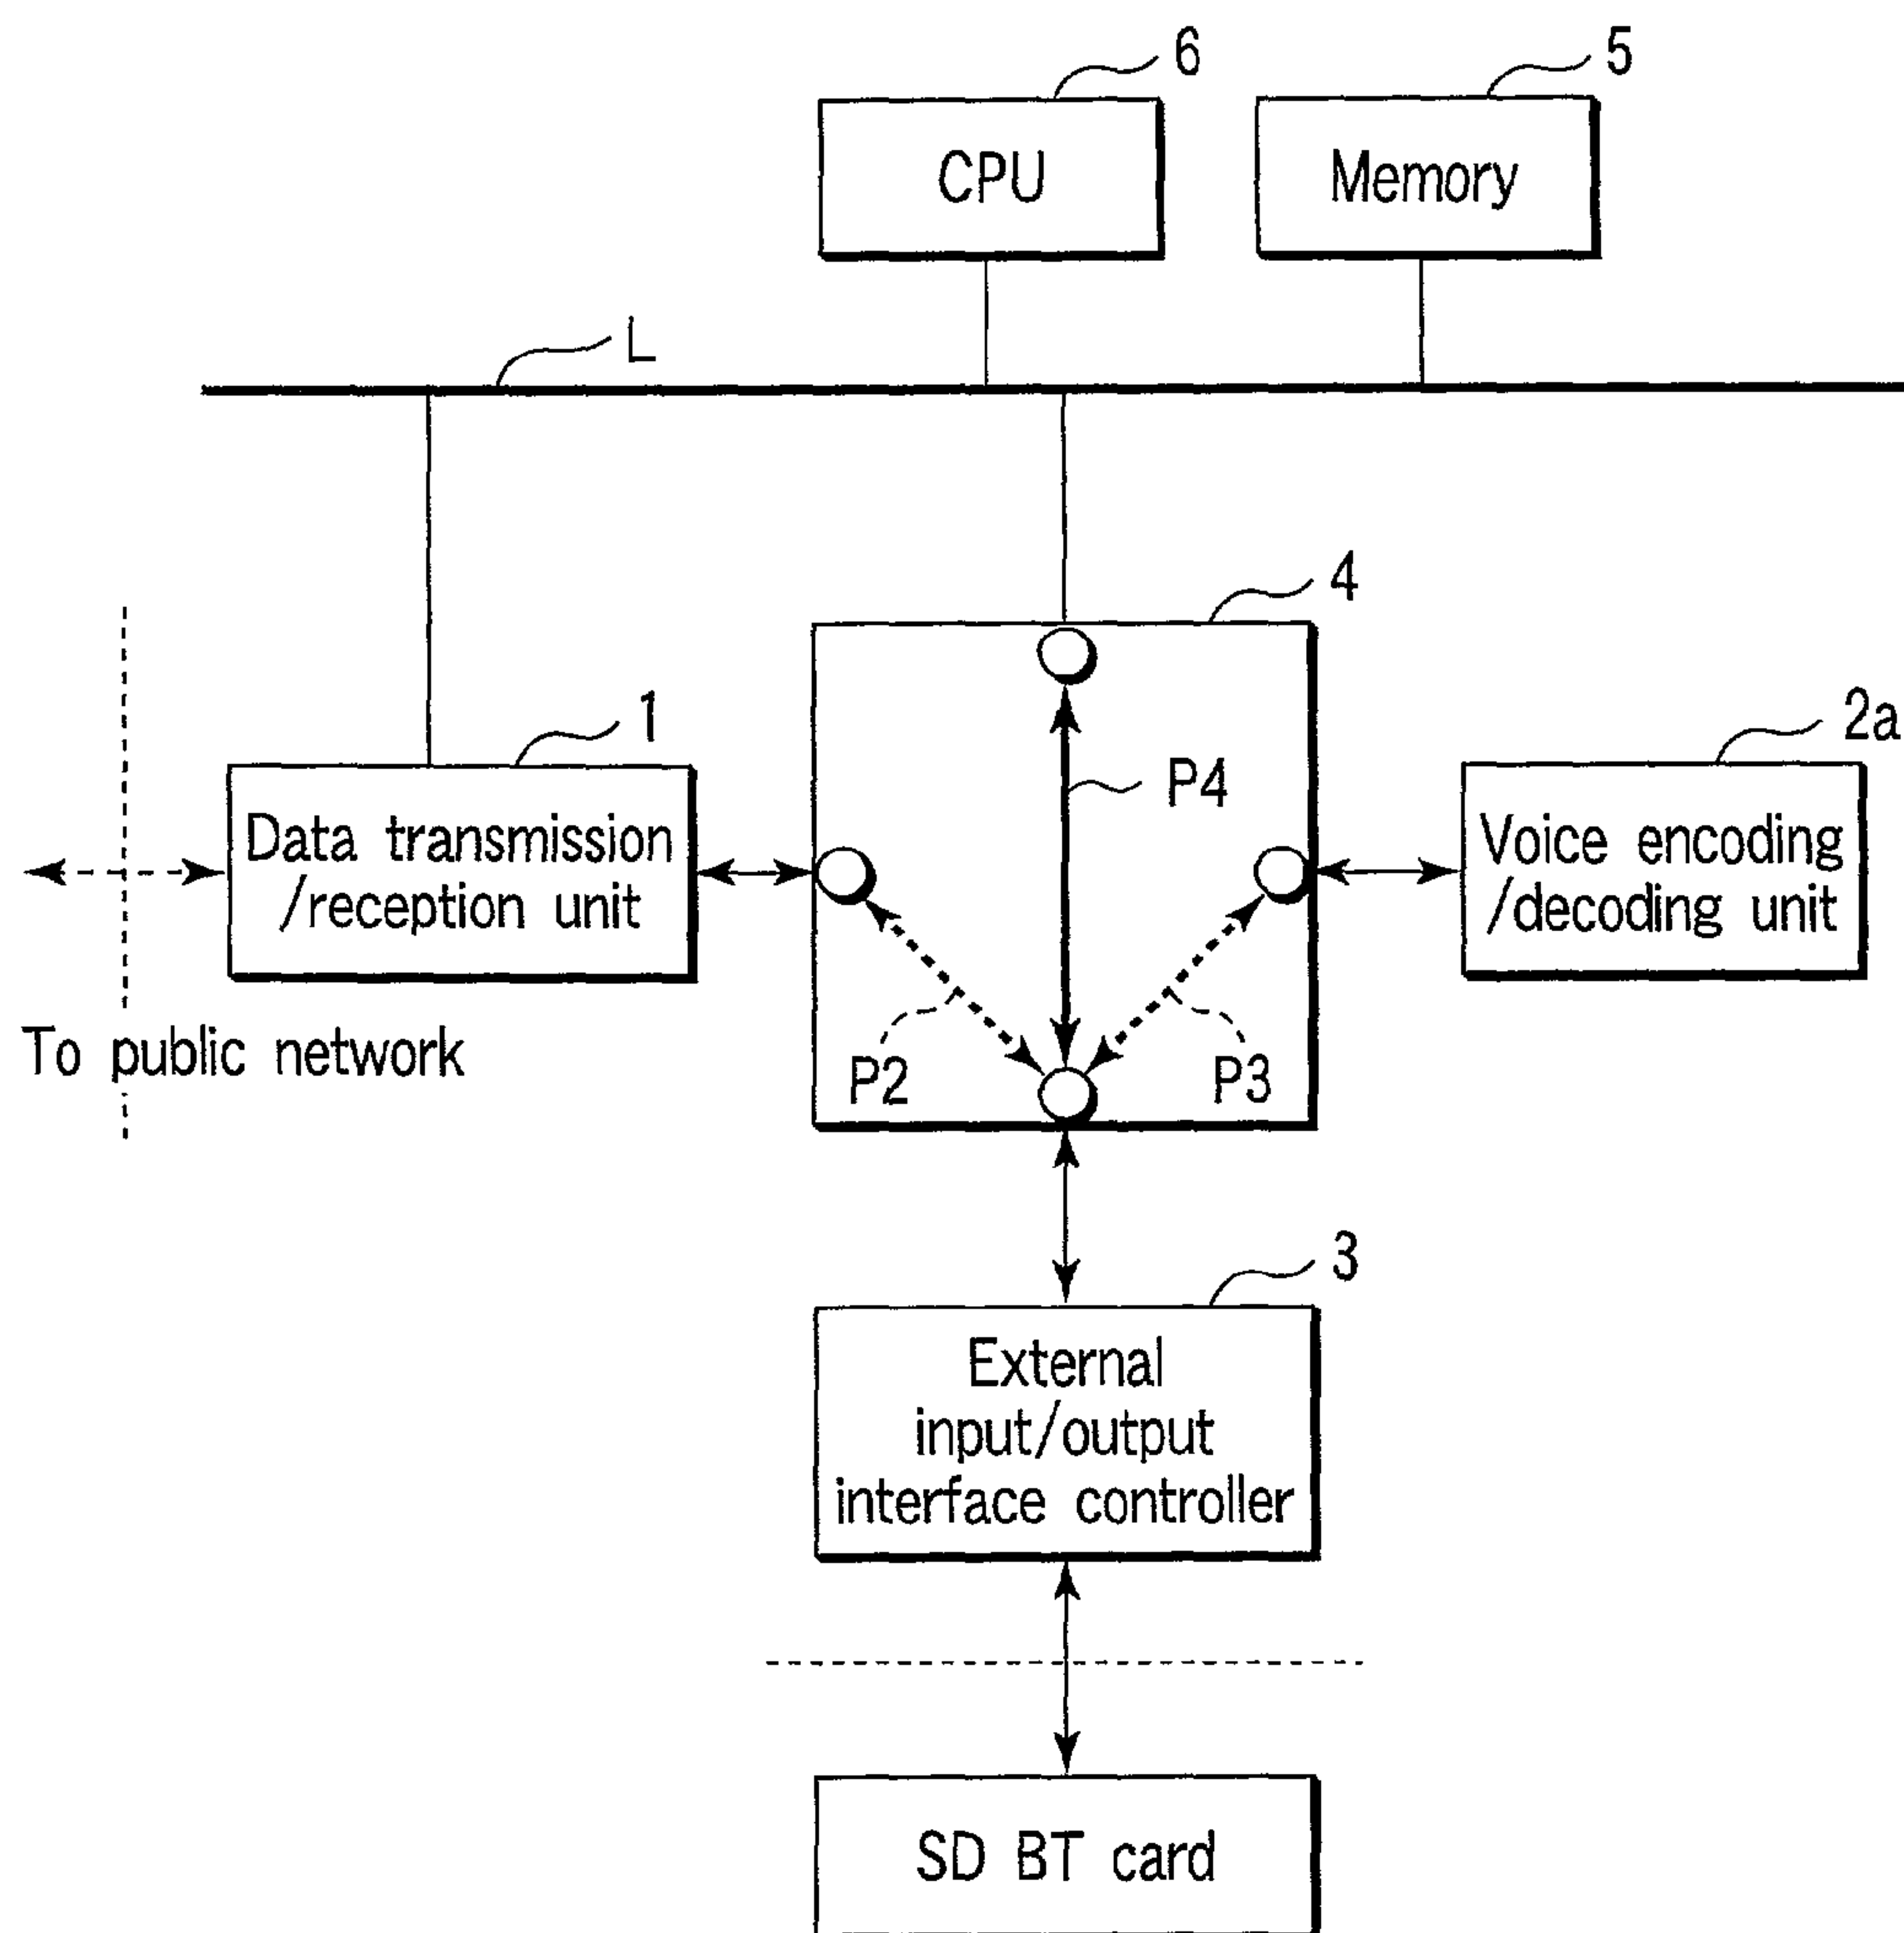 6
5
CPU
Memory
L
4
1
2a
P4
Data transmission
/reception unit
Voice encoding
/decoding unit
To public network
P2
P3
3
External
input/output
interface controller
SD BT card